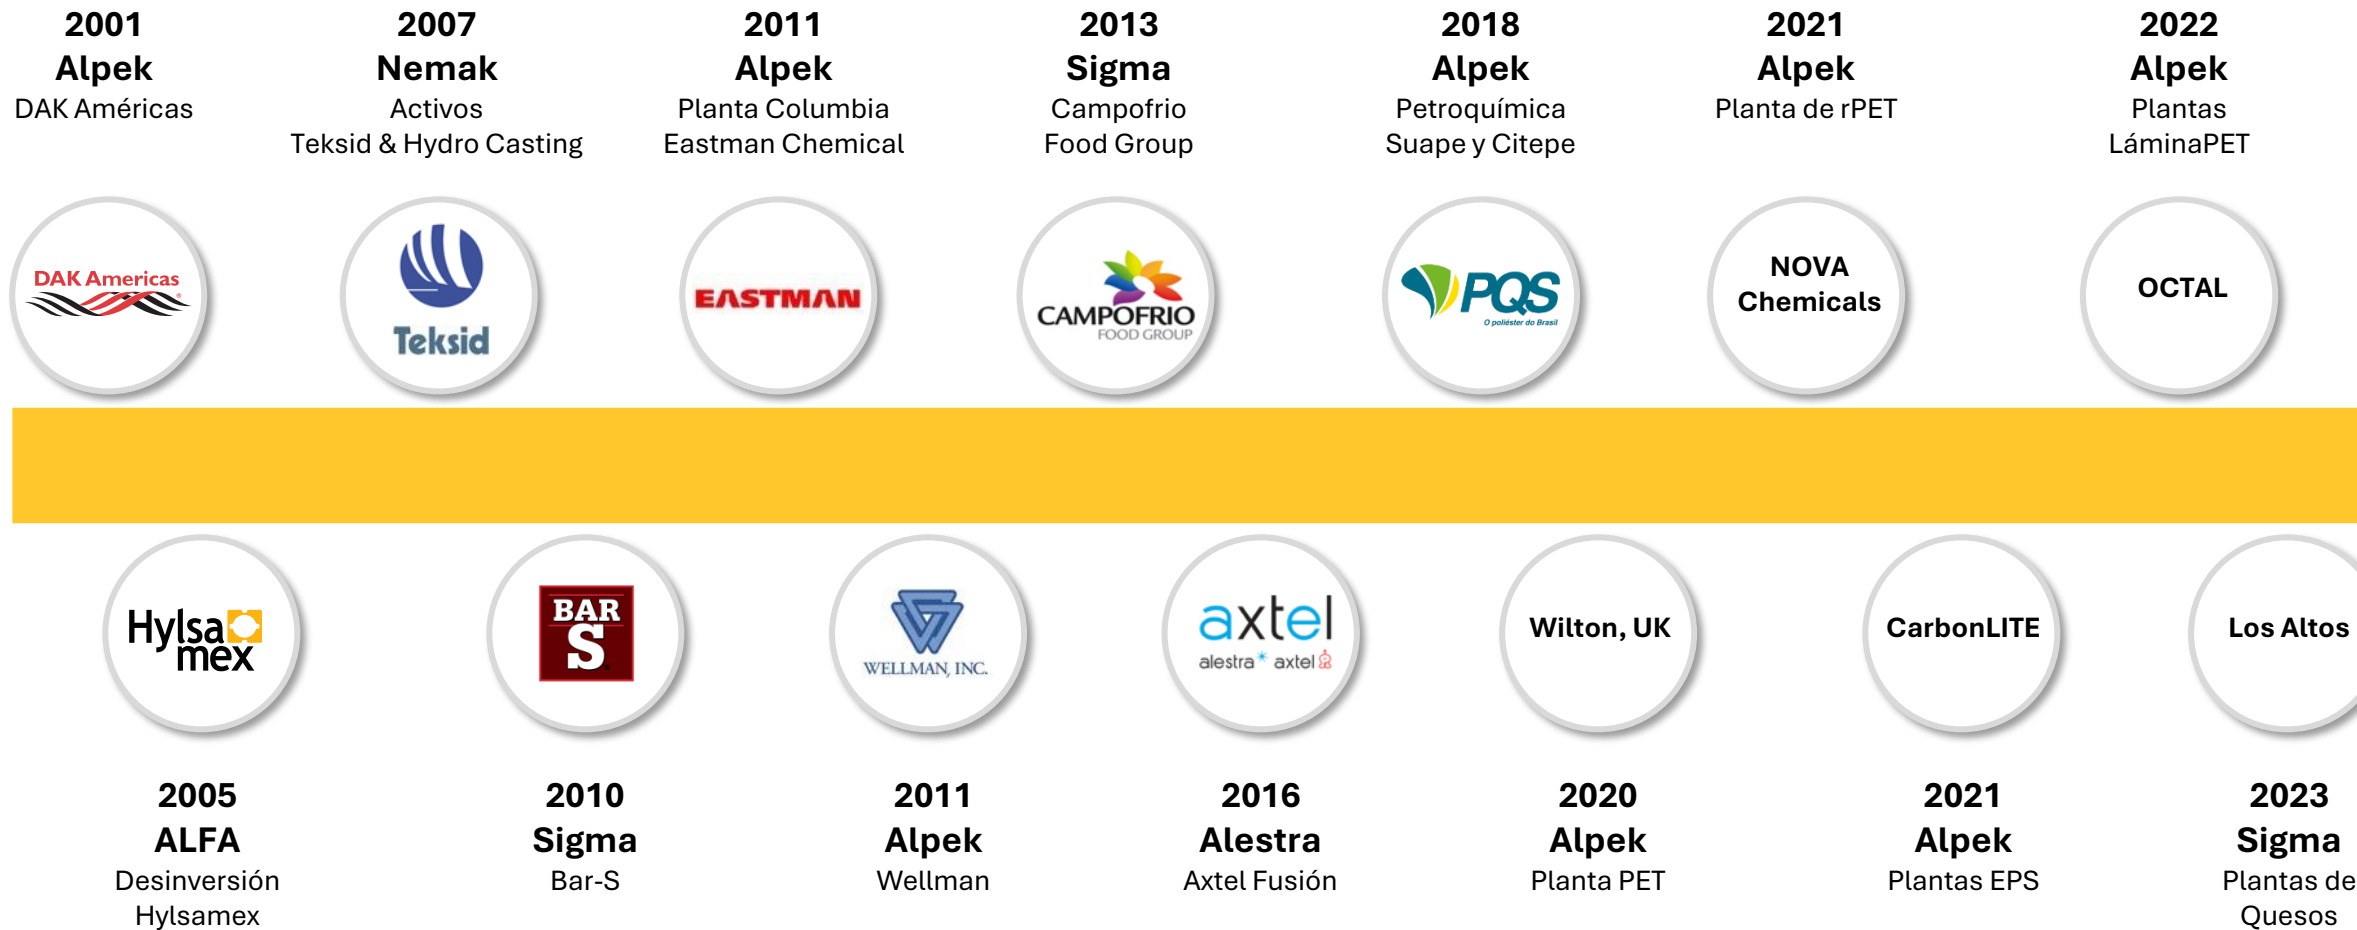 2001
Alpek
DAK Américas
2007
Nemak
Activos
Teksid & Hydro Casting
2011
Alpek
Planta Columbia
Eastman Chemical
2013
Sigma
Campofrio
Food Group
2018
Alpek
Petroquímica
Suape y Citepe
2021
Alpek
Planta de rPET
2022
Alpek
Plantas
LáminaPET
DAK Americas
Teksid
EASTMAN
CAMPOFRIO
FOOD GROUP
PQS
O poliéster do Brasil
NOVA
Chemicals
OCTAL
Hylsa
mex
BAR
S
WELLMAN, INC.
axtel
alestra* axtel
Wilton, UK
CarbonLITE
Los Altos
2005
ALFA
Desinversión
Hylsamex
2010
Sigma
Bar-S
2011
Alpek
Wellman
2016
Alestra
Axtel Fusión
2020
Alpek
Planta PET
2021
Alpek
Plantas EPS
2023
Sigma
Plantas de
Quesos